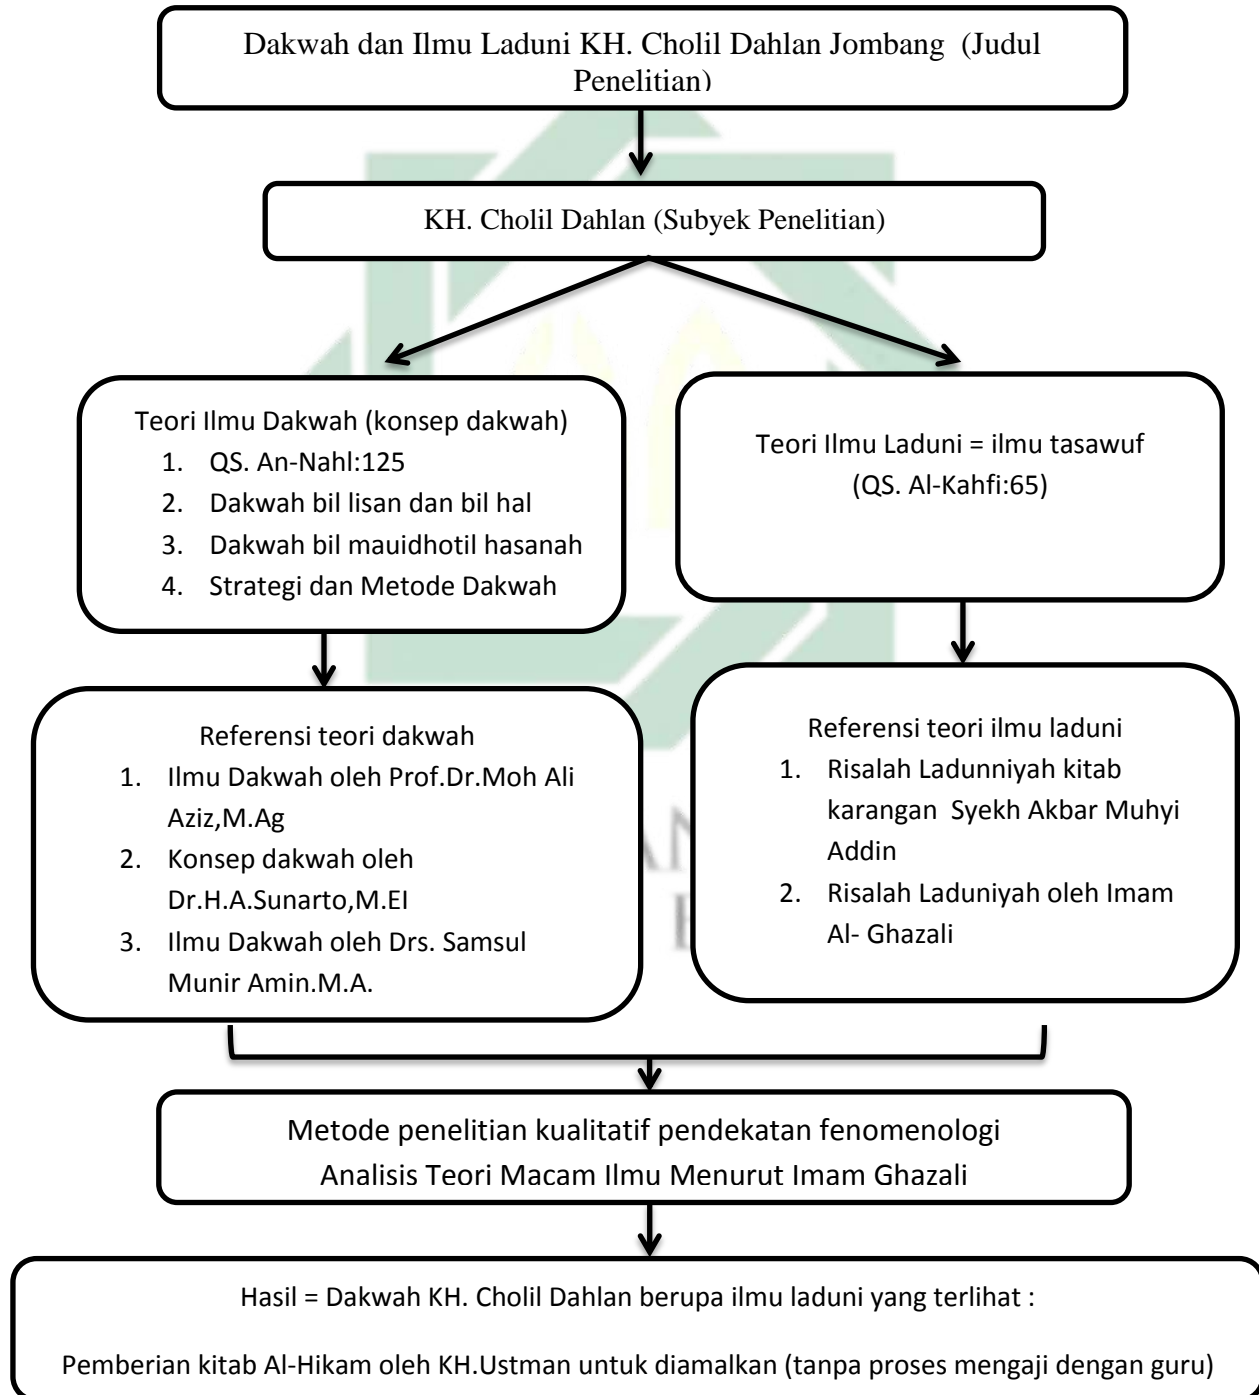 Dakwah dan Ilmu Laduni KH. Cholil Dahlan Jombang (Judul
Penelitian)
KH. Cholil Dahlan (Subyek Penelitian)
Teori Ilmu Dakwah (konsep dakwah)
1. QS. An-Nahl:125
2. Dakwah bil lisan dan bil hal
3. Dakwah bil mauidhotil hasanah
4. Strategi dan Metode Dakwah
Teori Ilmu Laduni = ilmu tasawuf
(QS. Al-Kahfi:65)
Referensi teori dakwah
1. Ilmu Dakwah oleh Prof.Dr.Moh Ali
Aziz,M.Ag
2. Konsep dakwah oleh
Dr.H.A.Sunarto,M.EI
3. Ilmu Dakwah oleh Drs. Samsul
Munir Amin.M.A.
Referensi teori ilmu laduni
1. Risalah Ladunniyah kitab
karangan Syekh Akbar Muhyi
Addin
2. Risalah Laduniyah oleh Imam
Al- Ghazali
Metode penelitian kualitatif pendekatan fenomenologi
Analisis Teori Macam Ilmu Menurut Imam Ghazali
Hasil = Dakwah KH. Cholil Dahlan berupa ilmu laduni yang terlihat :
Pemberian kitab Al-Hikam oleh KH.Ustman untuk diamalkan (tanpa proses mengaji dengan guru)